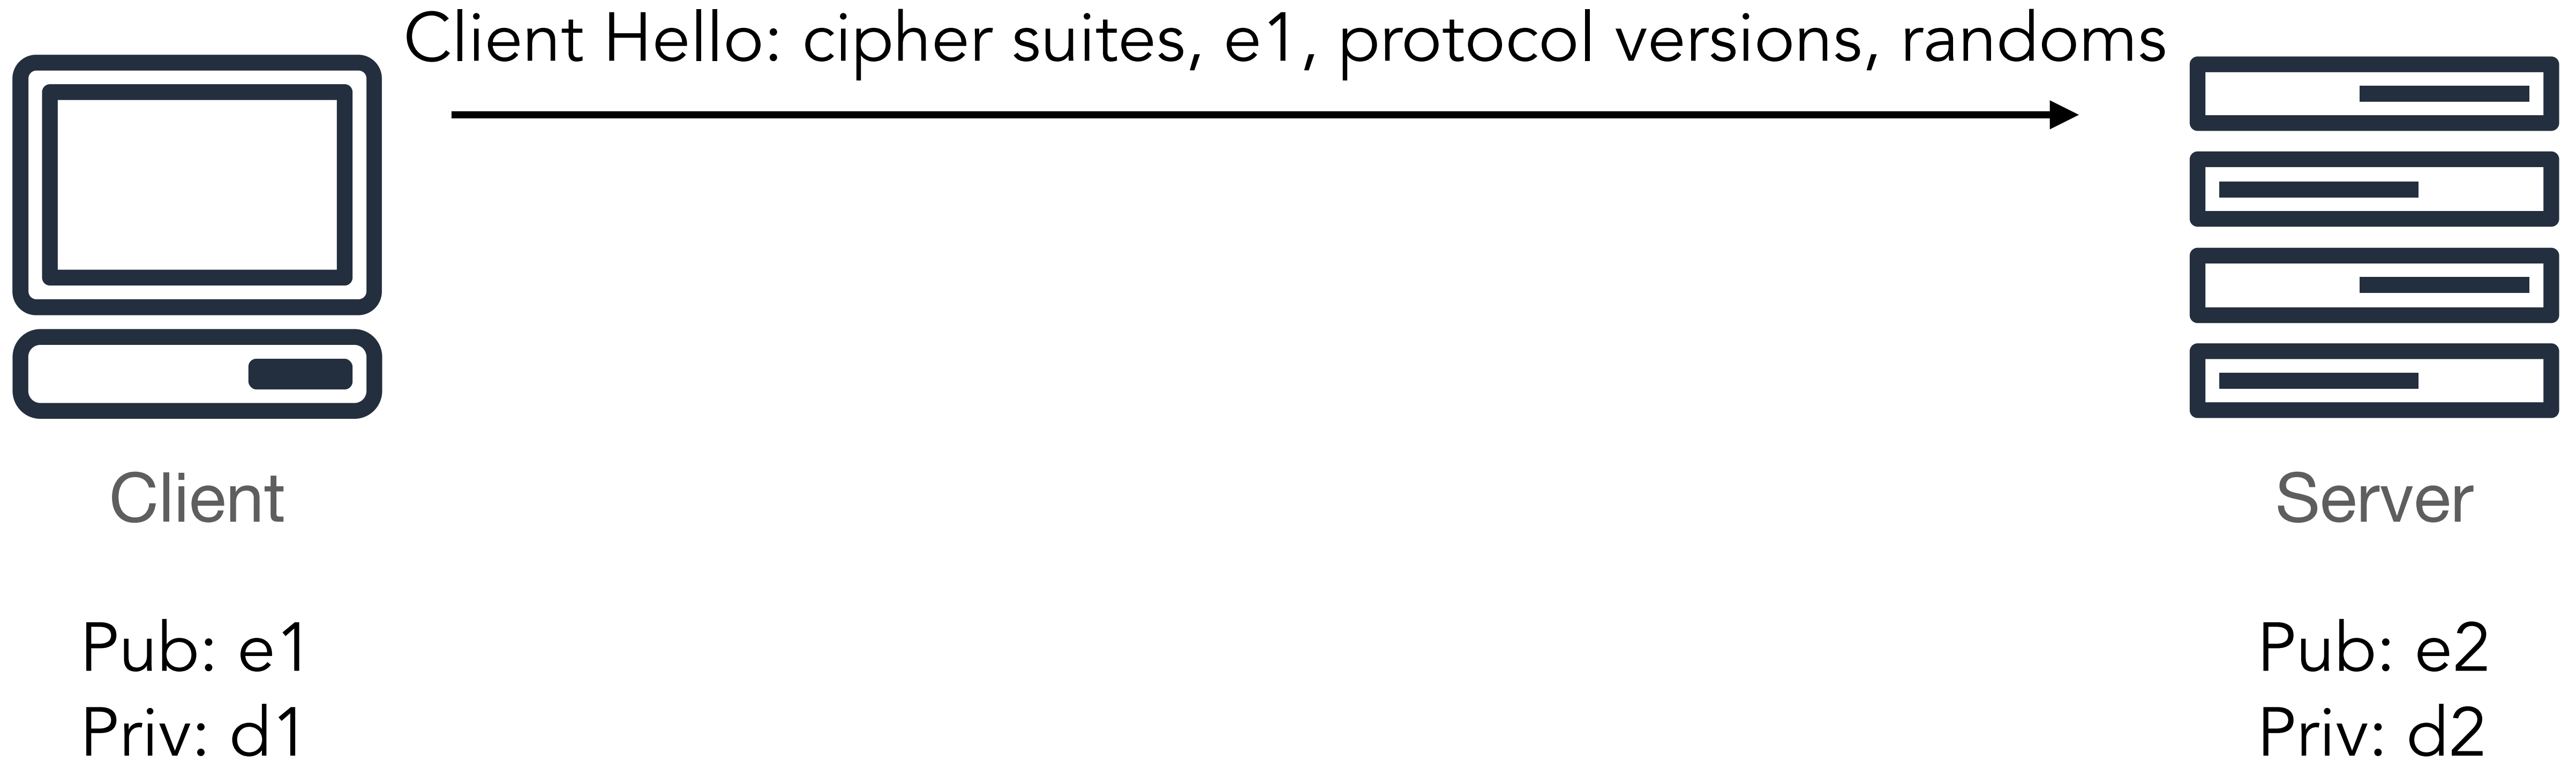 Client Hello: cipher suites, e1, protocol versions, randoms
Client
Server
Pub: e1
Priv: d1
Pub: e2
Priv: d2